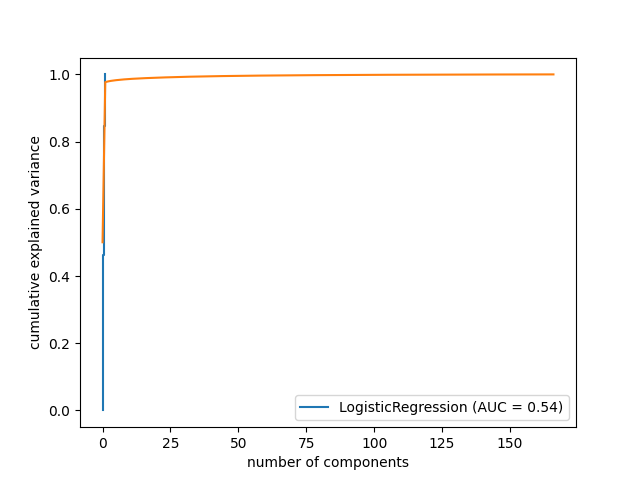 1.0
0.8
0.6
0.4
0.2
0.0
cumulative explained variance
0 25 50 75 100 125 150
number of components
LogisticRegression (AUC = 0.54)